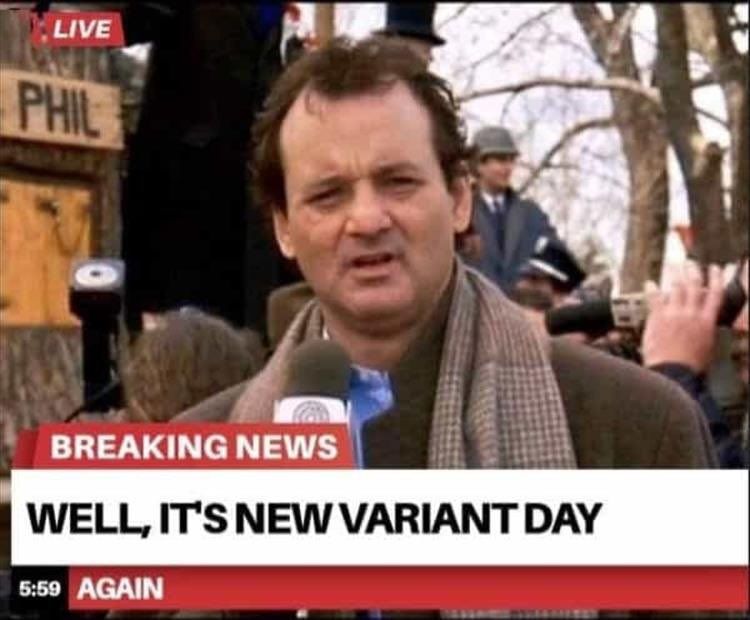 LIVE
PHIL
BREAKING NEWS
WELL, IT'S NEW VARIANT DAY
5:59 AGAIN